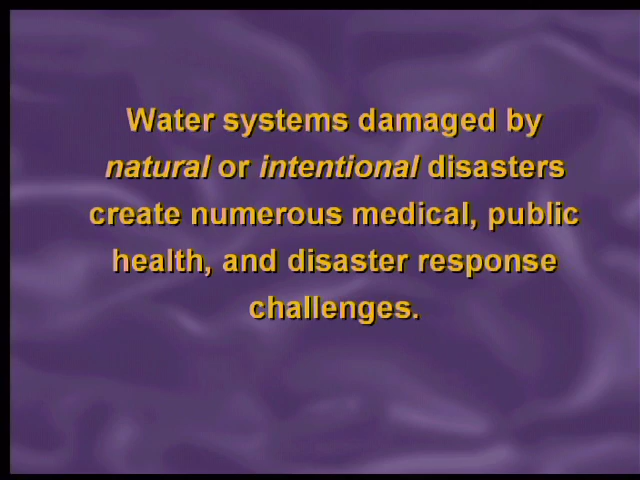 Water systems damaged by
natural or intentional disasters
create numerous medical, public
health, and disaster response
challenges.